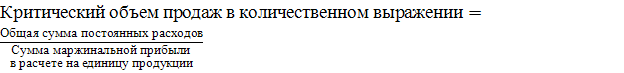 Критический объем продаж в количественном выражении =
Общая сумма постоянных расходов
Сумма маржинальной прибыли
в расчете на единицу продукции